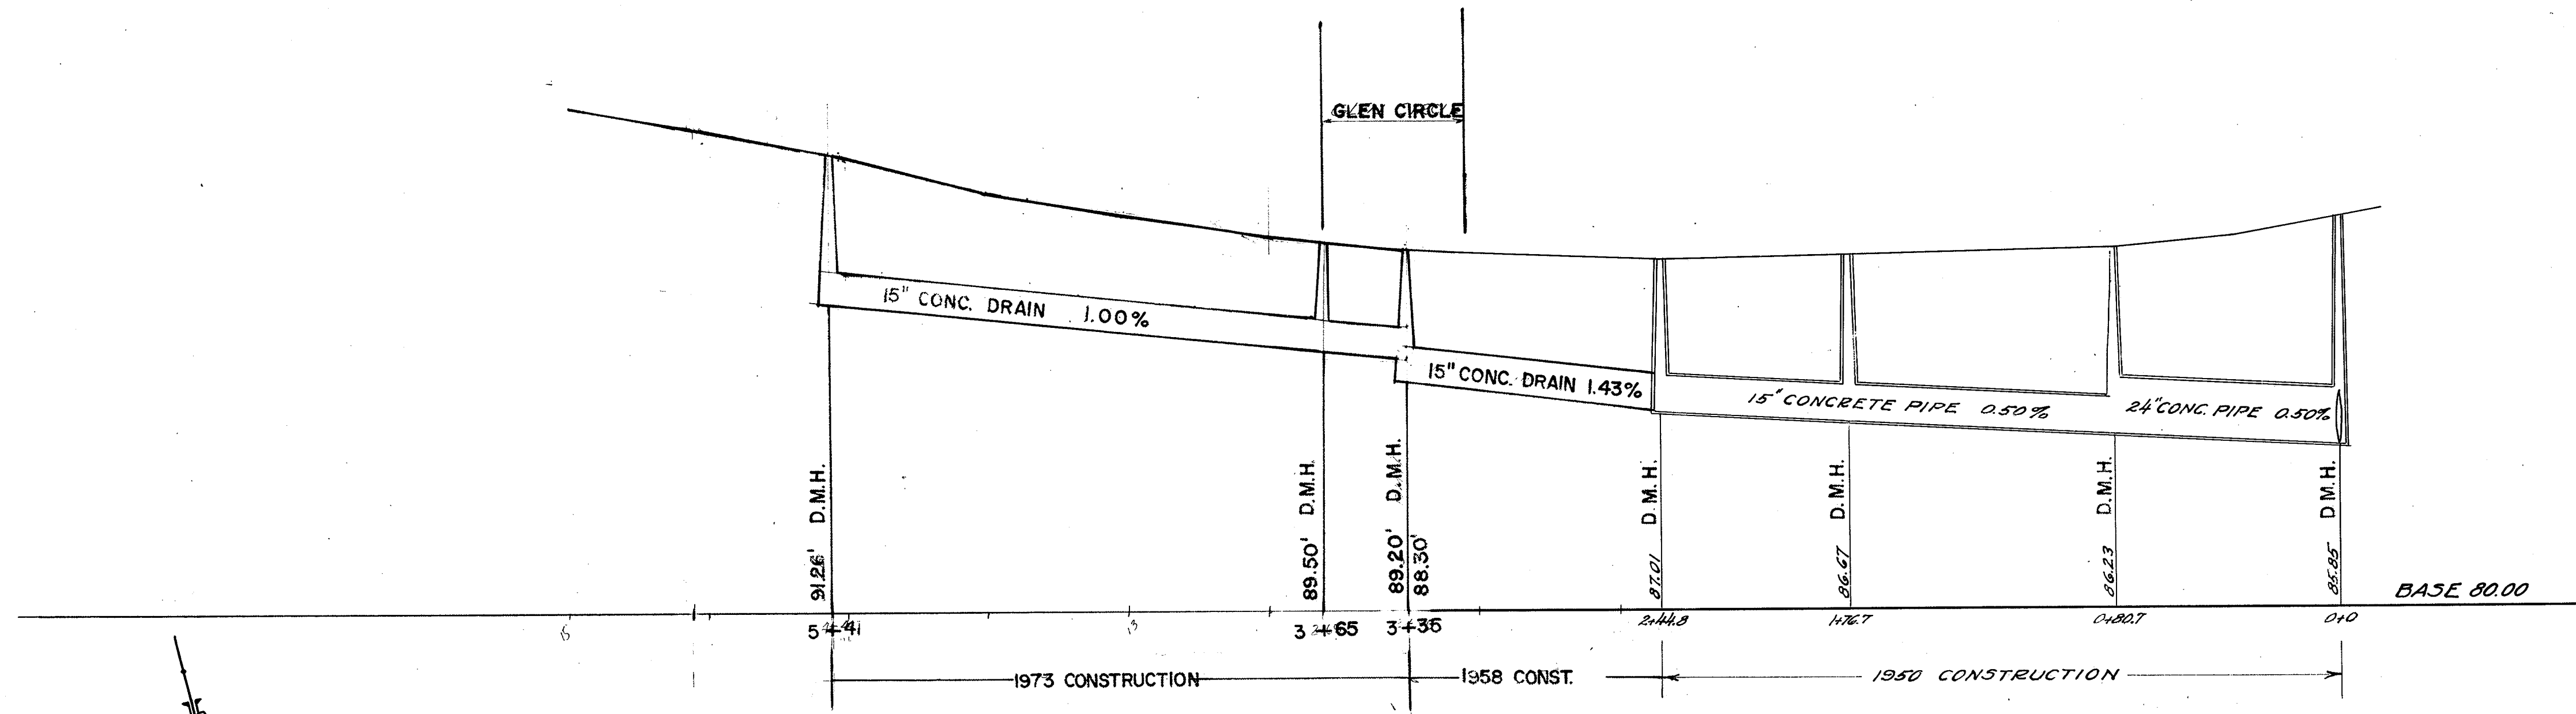 GLEN CIRCLE
15" CONC. DRAIN 1.00%
15" CONC. DRAIN 1.43%
15" CONCRETE PIPE 0.50%
24" CONC. PIPE 0.50%
91.26' D.M.H.
89.50' D.M.H.
89.20' D.M.H.
88.30'
87.01 D.M.H.
86.67 D.M.H.
86.23 D.M.H.
85.85 D.M.H.
BASE 80.00
5+41
3+65
3+35
2+44.8
1+76.7
0+80.7
0+0
1973 CONSTRUCTION
1958 CONST.
1950 CONSTRUCTION